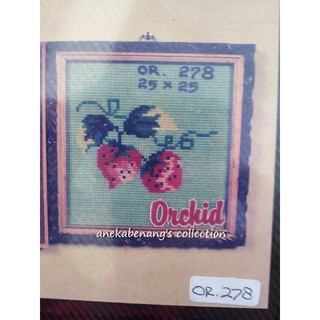 OR. 278
25 x 25
Orchid
anekabenang's collection
OR. 278